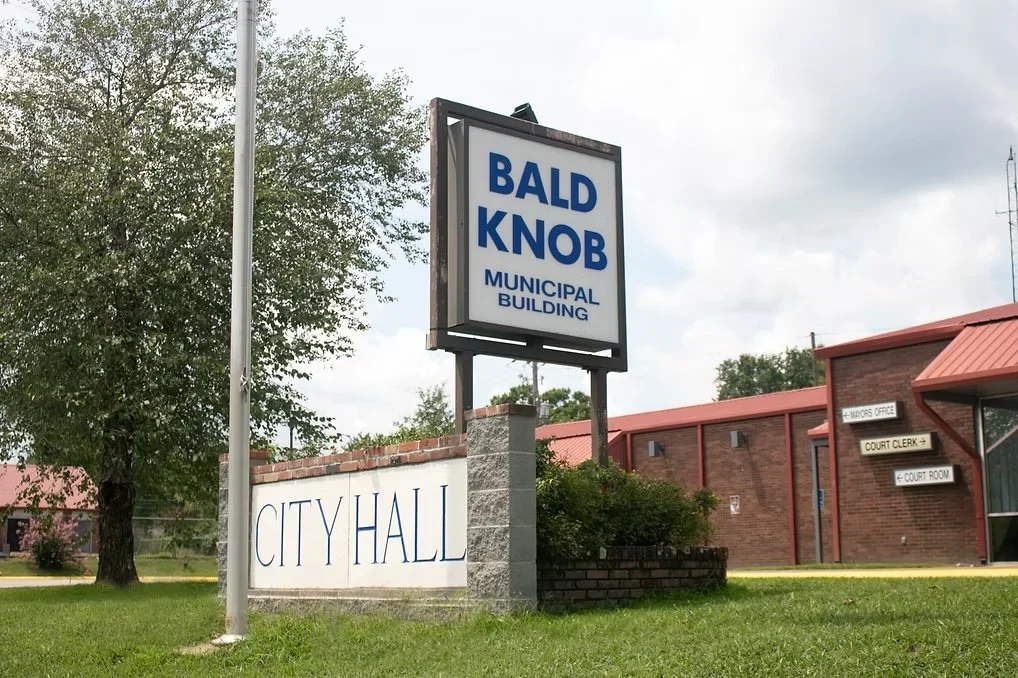 BALD
KNOB
MUNICIPAL
BUILDING
CITY HALL
← MAYORS OFFICE
COURT CLERK →
← COURT ROOM